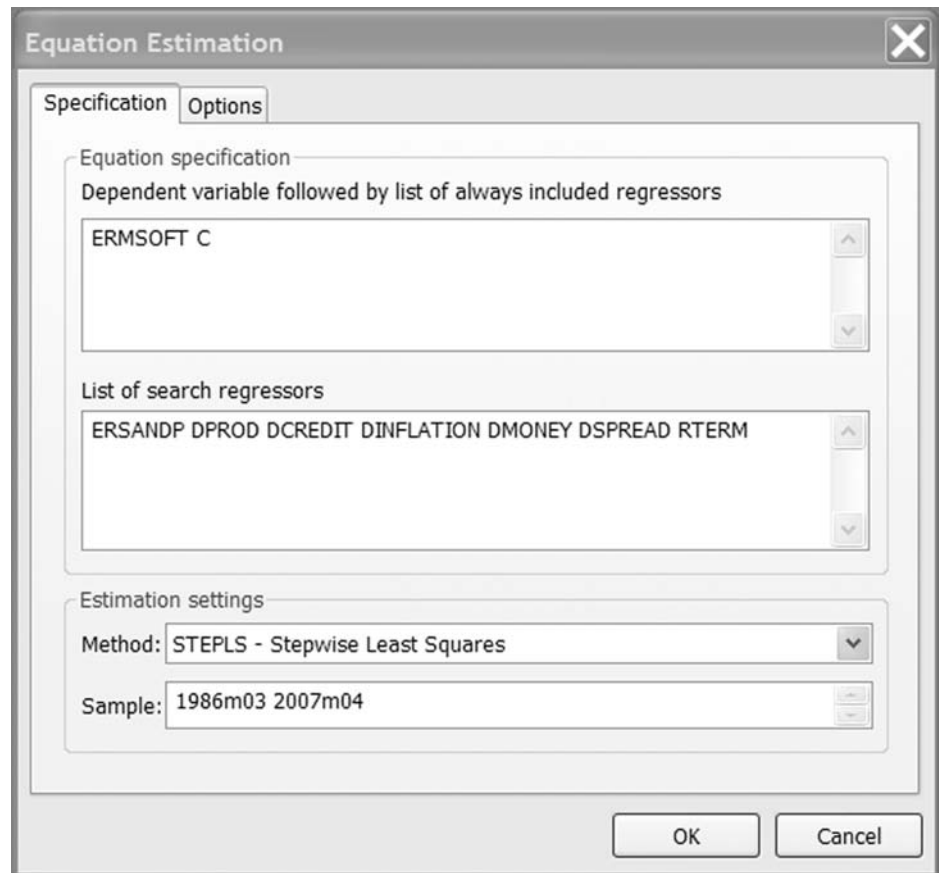 Equation Estimation
Specification
Options
Equation specification
Dependent variable followed by list of always included regressors
ERMSOFT C
List of search regressors
ERSANDP DPROD DCREDIT DINFLATION DMONEY DSPREAD RTERM
Estimation settings
Method: STEPLS - Stepwise Least Squares
Sample: 1986m03 2007m04
OK
Cancel